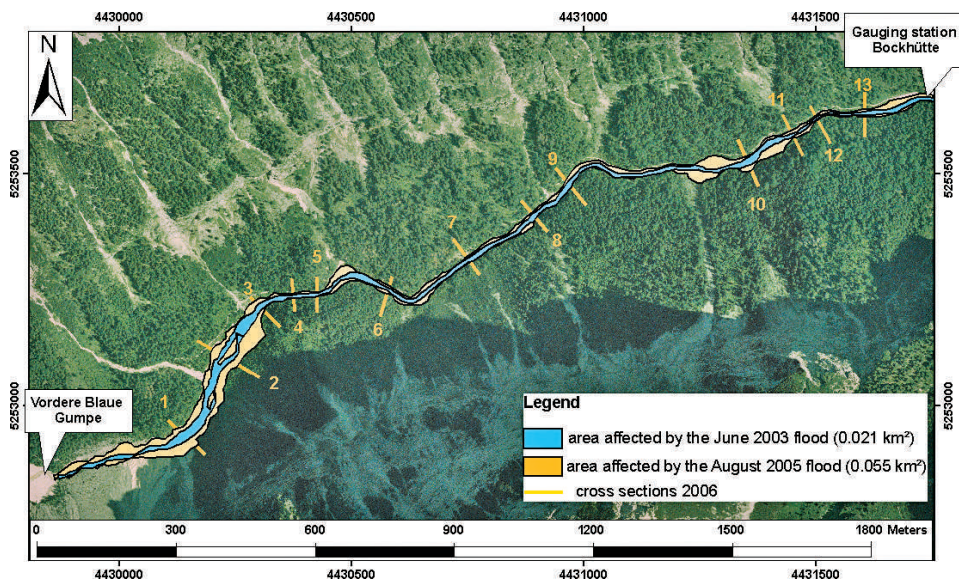 4430000 4430500 4431000 4431500
Gauging station
Bockhütte
N
5253500
5253500
13
11
12
9
10
8
7
5
3
6
4
2
1
5253000
5253000
Vordere Blaue
Gumpe
Legend
area affected by the June 2003 flood (0.021 km²)
area affected by the August 2005 flood (0.055 km²)
cross sections 2006
0 300 600 900 1200 1500 1800 Meters
4430000 4430500 4431000 4431500